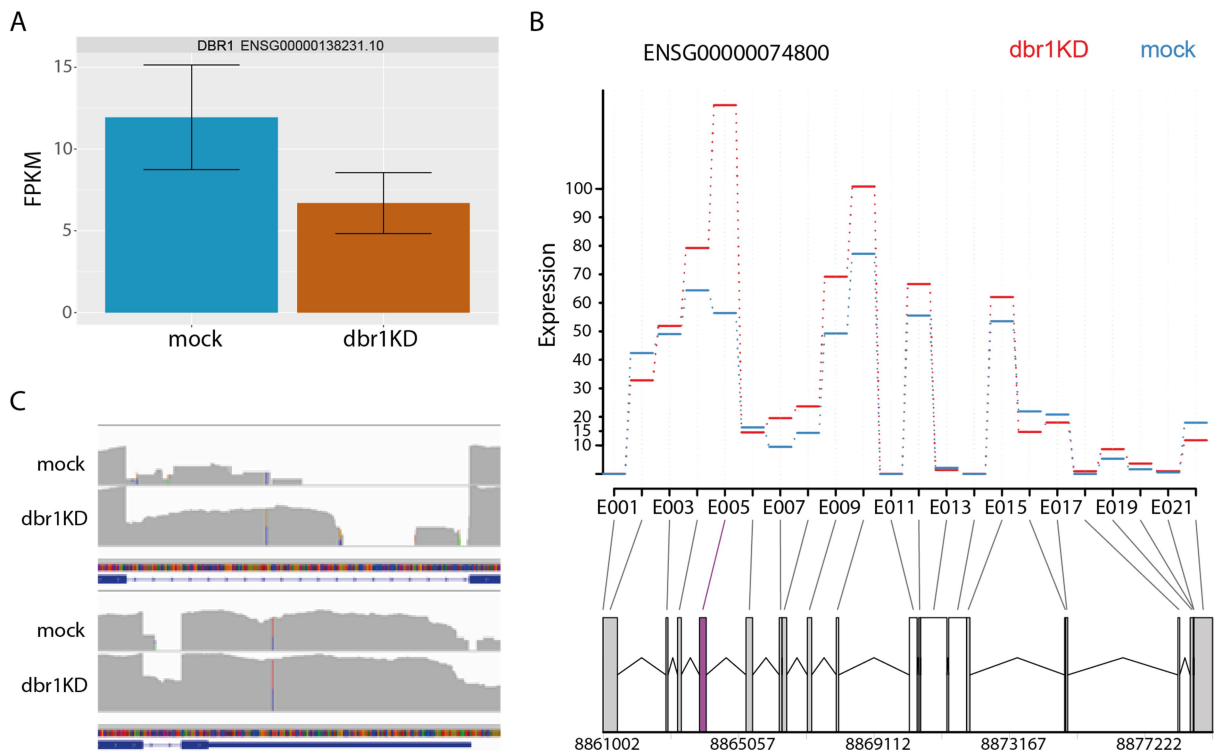 A
DBR1 ENSG00000138231.10
FPKM
15
10
5
0
mock
dbr1KD
B
ENSG00000074800
dbr1KD
mock
Expression
100
90
80
70
60
50
40
30
20
15
10
E001
E003
E005
E007
E009
E011
E013
E015
E017
E019
E021
8861002
8865057
8869112
8873167
8877222
C
mock
dbr1KD
mock
dbr1KD